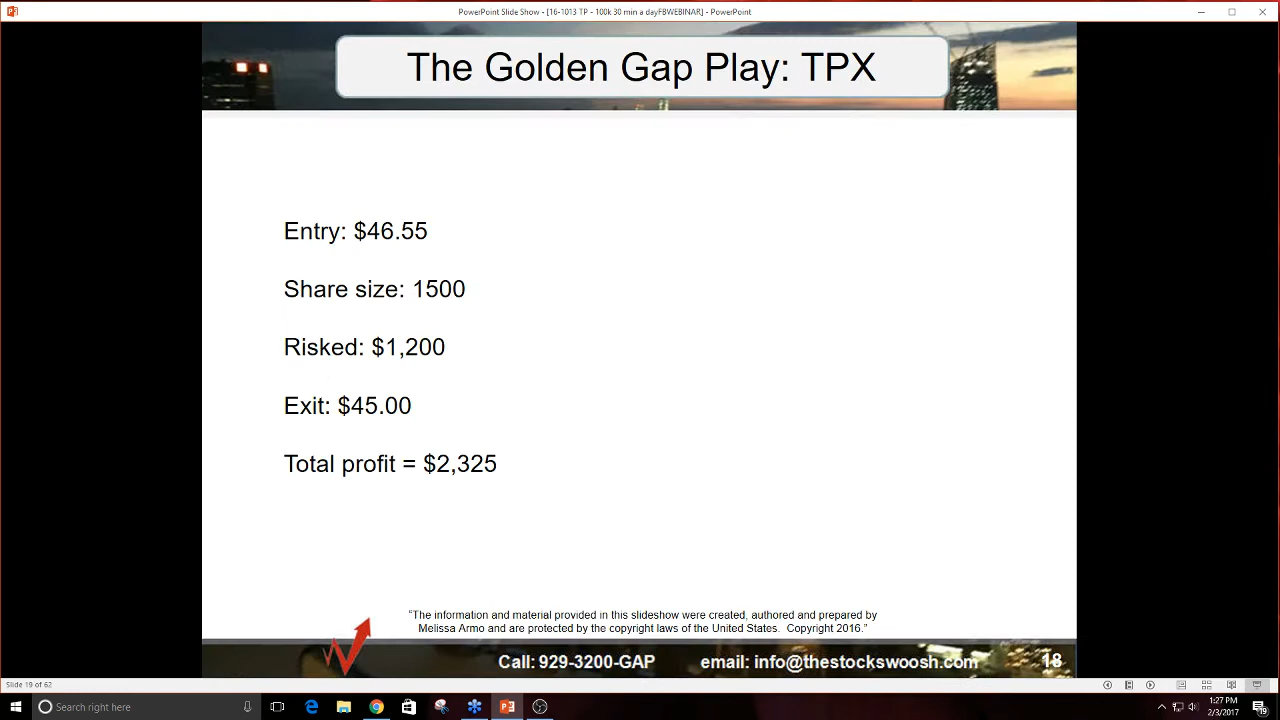 PowerPoint Slide Show - [16-1013 TP - 100k 30 min a dayFBWEBINAR] - PowerPoint
The Golden Gap Play: TPX
Entry: $46.55
Share size: 1500
Risked: $1,200
Exit: $45.00
Total profit = $2,325
“The information and material provided in this slideshow were created, authored and prepared by
Melissa Armo and are protected by the copyright laws of the United States. Copyright 2016.”
Call: 929-3200-GAP email: info@thestockswoosh.com 18
Slide 19 of 62
Search right here
1:27 PM
2/3/2017